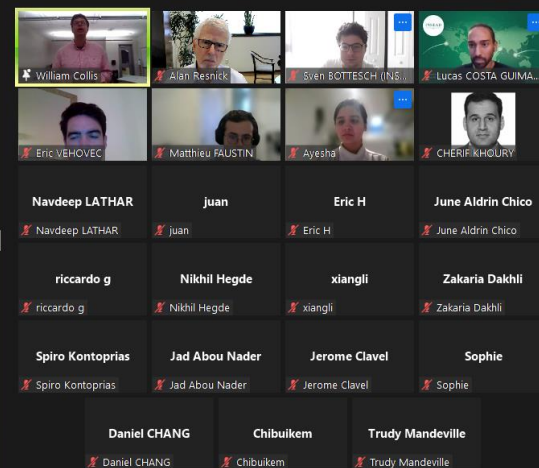 William Collis
Alan Resnick
Sven BOTTESCH (INS...
Lucas COSTA GUIMA...
Eric VEHOVEC
Matthieu FAUSTIN
Ayesha
CHERIF KHOURY
Navdeep LATHAR
juan
Eric H
June Aldrin Chico
Navdeep LATHAR
juan
Eric H
June Aldrin Chico
riccardo g
Nikhil Hegde
xiangli
Zakaria Dakhli
riccardo g
Nikhil Hegde
xiangli
Zakaria Dakhli
Spiro Kontoprias
Jad Abou Nader
Jerome Clavel
Sophie
Spiro Kontoprias
Jad Abou Nader
Jerome Clavel
Sophie
Daniel CHANG
Chibuikem
Trudy Mandeville
Daniel CHANG
Chibuikem
Trudy Mandeville